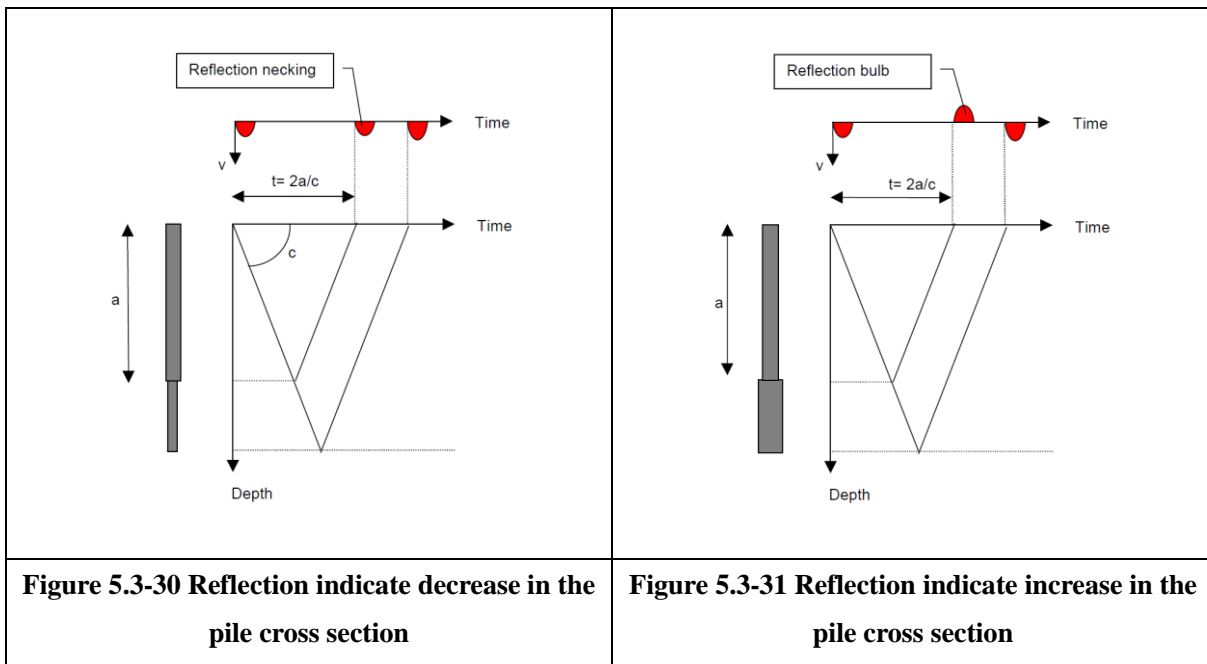 Reflection necking
Time
v
t= 2a/c
Time
c
a
Depth
Figure 5.3-30 Reflection indicate decrease in the
pile cross section
Reflection bulb
Time
v
t= 2a/c
Time
a
Depth
Figure 5.3-31 Reflection indicate increase in the
pile cross section